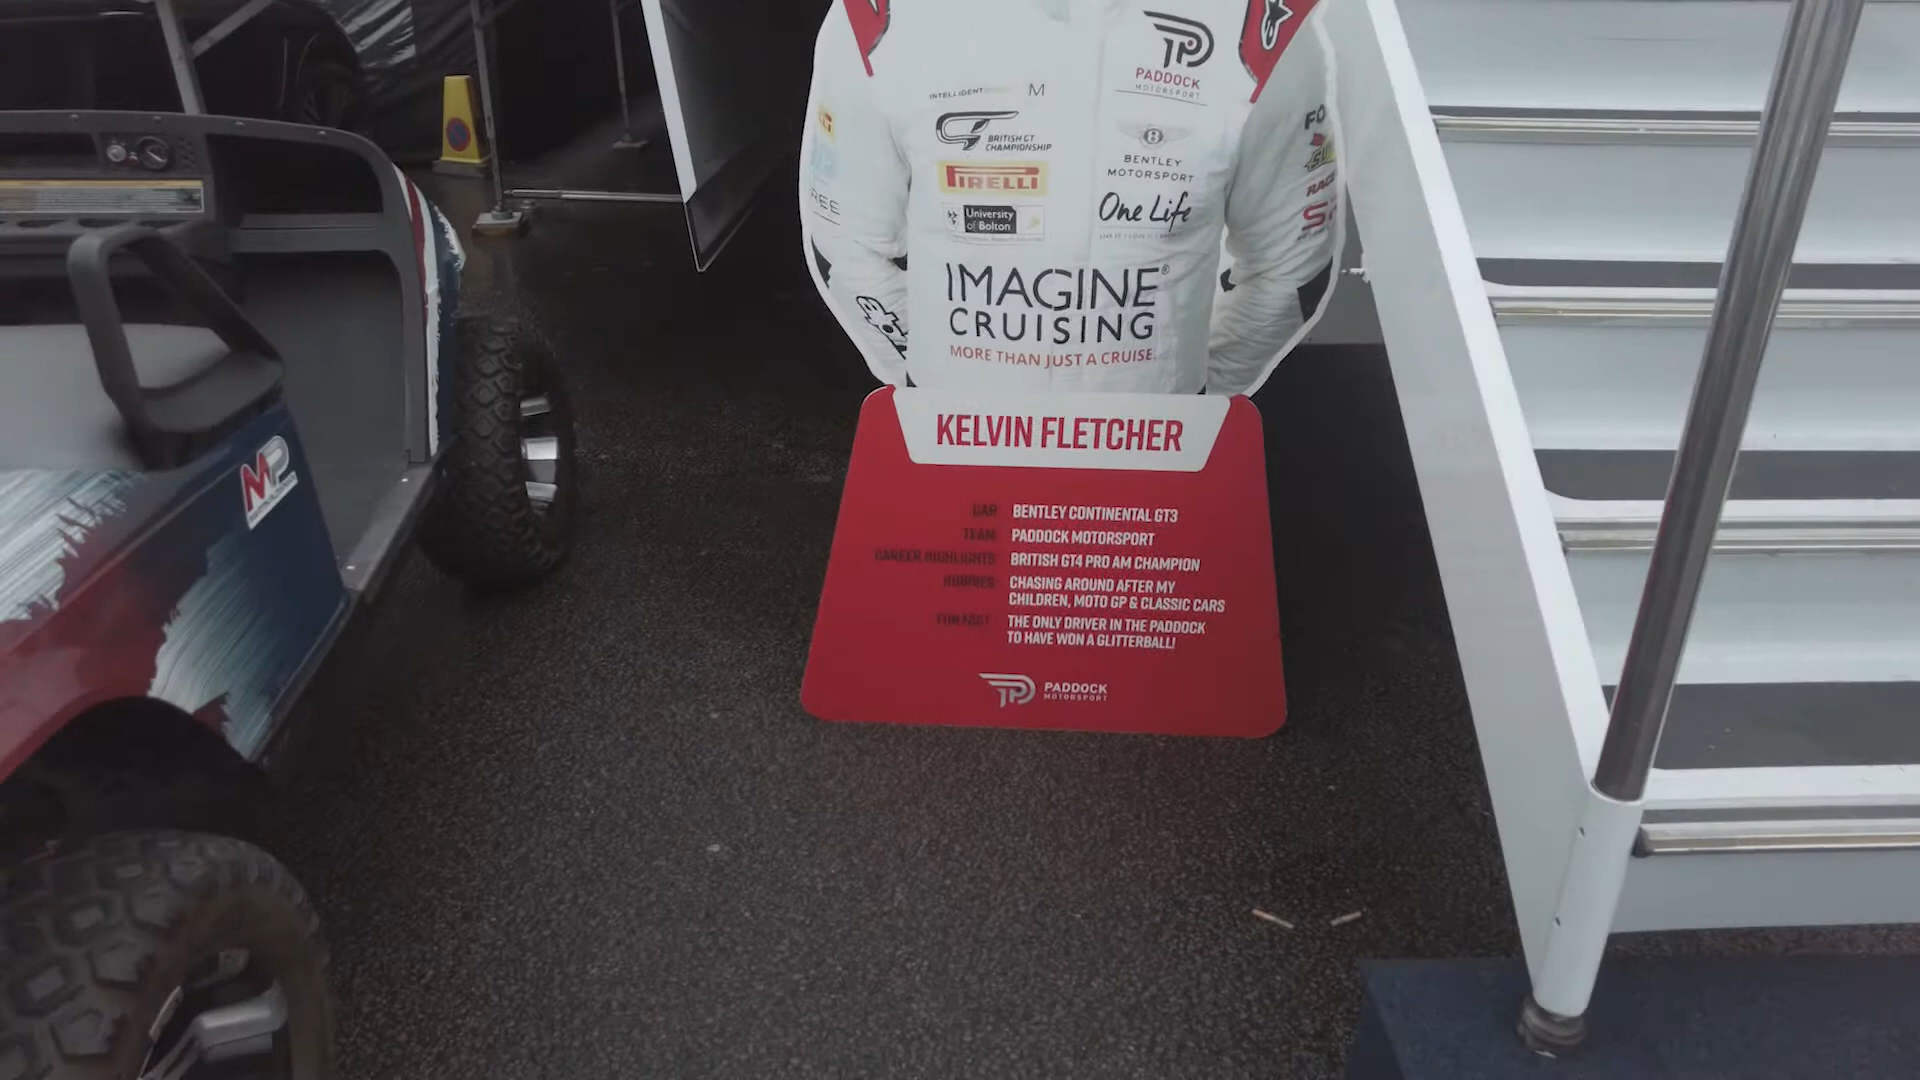 PADDOCK
MOTORSPORT
INTELLIGENT M
BRITISH GT
CHAMPIONSHIP
BENTLEY
MOTORSPORT
PIRELLI
University
of Bolton
One Life
IMAGINE®
CRUISING
MORE THAN JUST A CRUISE.
KELVIN FLETCHER
CAR BENTLEY CONTINENTAL GT3
TEAM PADDOCK MOTORSPORT
CAREER HIGHLIGHTS BRITISH GT4 PRO AM CHAMPION
HOBBIES CHASING AROUND AFTER MY
CHILDREN, MOTO GP & CLASSIC CARS
FUN FACT THE ONLY DRIVER IN THE PADDOCK
TO HAVE WON A GLITTERBALL!
PADDOCK
MOTORSPORT
MP